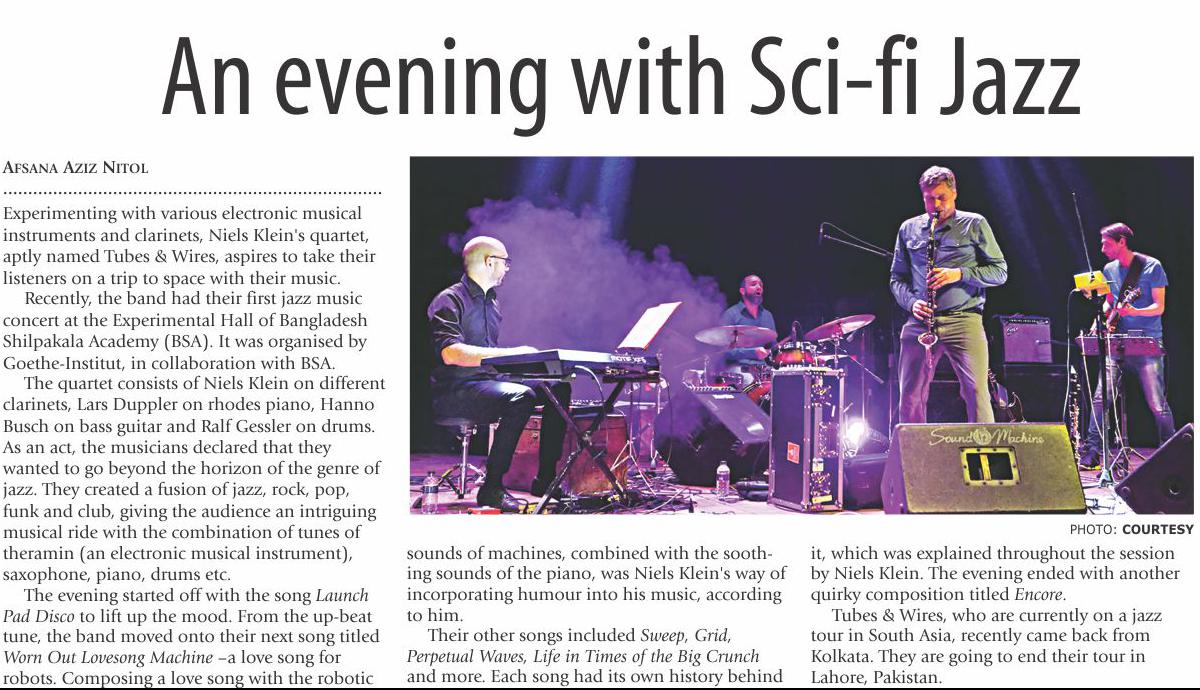 An evening with Sci-fi Jazz
AFSANA AZIZ NITOL
Experimenting with various electronic musical
instruments and clarinets, Niels Klein's quartet,
aptly named Tubes & Wires, aspires to take their
listeners on a trip to space with their music.
Recently, the band had their first jazz music
concert at the Experimental Hall of Bangladesh
Shilpakala Academy (BSA). It was organised by
Goethe-Institut, in collaboration with BSA.
The quartet consists of Niels Klein on different
clarinets, Lars Duppler on rhodes piano, Hanno
Busch on bass guitar and Ralf Gessler on drums.
As an act, the musicians declared that they
wanted to go beyond the horizon of the genre of
jazz. They created a fusion of jazz, rock, pop,
funk and club, giving the audience an intriguing
musical ride with the combination of tunes of
theramin (an electronic musical instrument),
saxophone, piano, drums etc.
The evening started off with the song Launch
Pad Disco to lift up the mood. From the up-beat
tune, the band moved onto their next song titled
Worn Out Lovesong Machine –a love song for
robots. Composing a love song with the robotic
Sound Machine
PHOTO: COURTESY
sounds of machines, combined with the sooth-
ing sounds of the piano, was Niels Klein's way of
incorporating humour into his music, according
to him.
Their other songs included Sweep, Grid,
Perpetual Waves, Life in Times of the Big Crunch
and more. Each song had its own history behind
it, which was explained throughout the session
by Niels Klein. The evening ended with another
quirky composition titled Encore.
Tubes & Wires, who are currently on a jazz
tour in South Asia, recently came back from
Kolkata. They are going to end their tour in
Lahore, Pakistan.